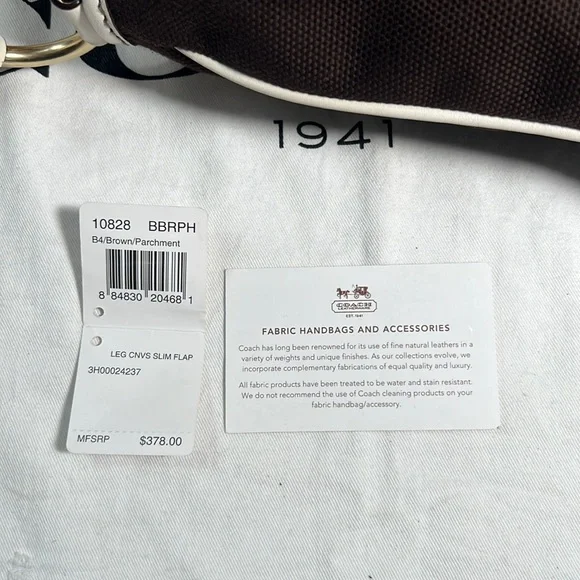 1941
10828 BBRPH
B4/Brown/Parchment
8 84830 20468 1
LEG CNVS SLIM FLAP
3H00024237
MFSRP $378.00
COACH
LEATHERWARE
EST. 1941
FABRIC HANDBAGS AND ACCESSORIES
Coach has long been renowned for its use of fine natural leathers in a
variety of weights and unique finishes. As our collections evolve, we
incorporate complementary fabrications of equal quality and luxury.
All fabric products have been treated to be water and stain resistant.
We do not recommend the use of Coach cleaning products on your
fabric handbag/accessory.